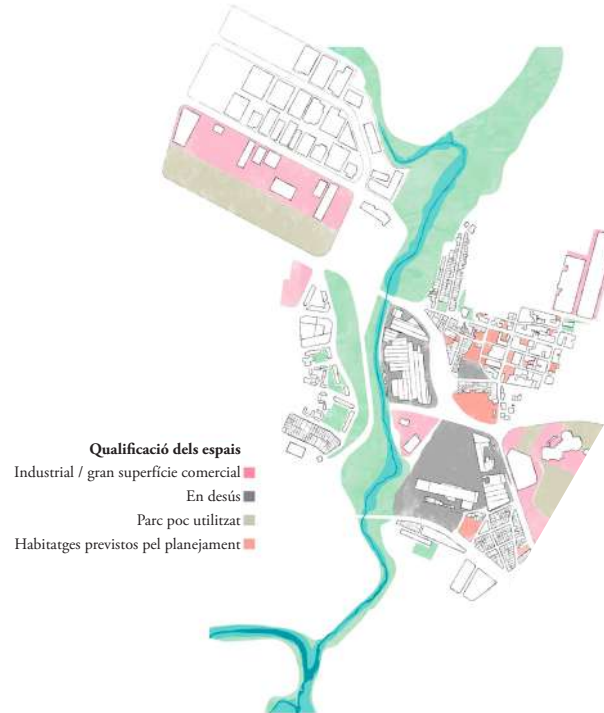 Qualificació dels espais
Industrial / gran superfície comercial
En desús
Parc poc utilitzat
Habitatges previstos pel planejament